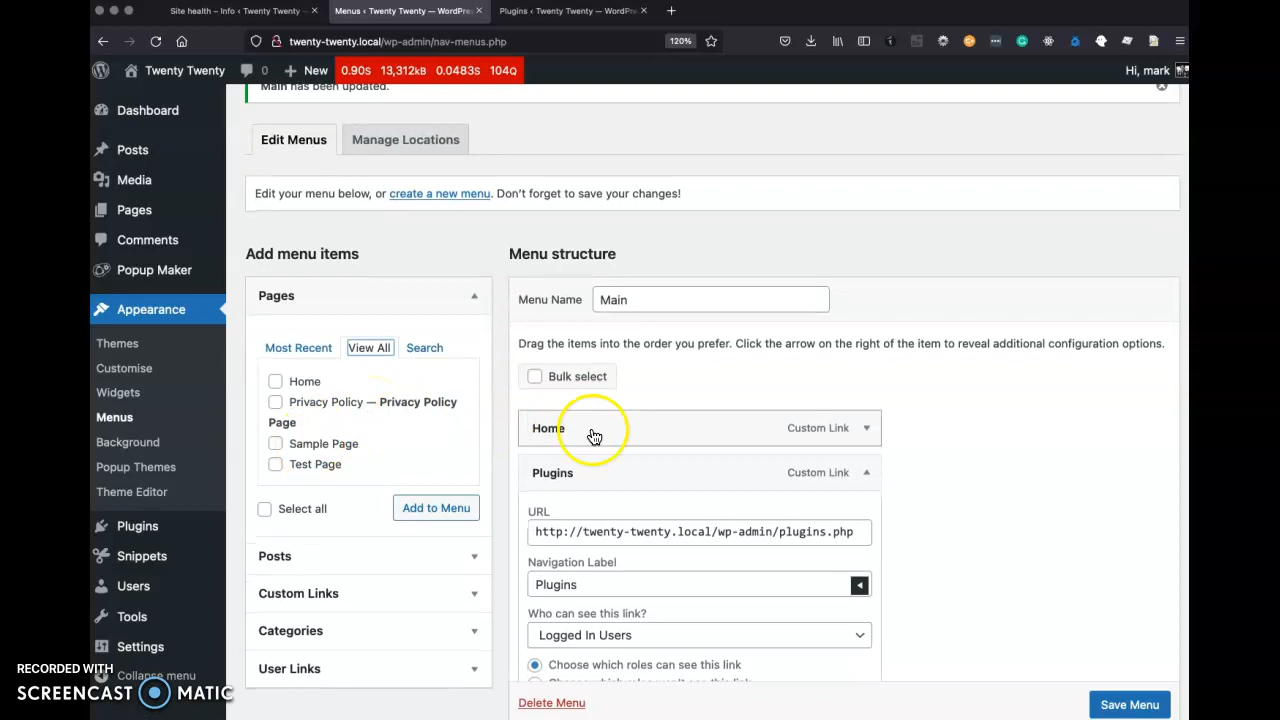 Site health – Info ‹ Twenty Twenty –
Menus ‹ Twenty Twenty — WordPre
Plugins ‹ Twenty Twenty — WordPr
twenty-twenty.local/wp-admin/nav-menus.php
120%
Twenty Twenty
0
New
0.90S 13,312kB 0.0483S 104Q
Hi, mark
Main has been updated.
Dashboard
Posts
Media
Pages
Comments
Popup Maker
Appearance
Themes
Customise
Widgets
Menus
Background
Popup Themes
Theme Editor
Plugins
Snippets
Users
Tools
Settings
Collapse menu
Edit Menus
Manage Locations
Edit your menu below, or create a new menu. Don't forget to save your changes!
Add menu items
Pages
Most Recent
View All
Search
Home
Privacy Policy — Privacy Policy
Page
Sample Page
Test Page
Select all
Add to Menu
Posts
Custom Links
Categories
User Links
Menu structure
Menu Name
Main
Drag the items into the order you prefer. Click the arrow on the right of the item to reveal additional configuration options.
Bulk select
Home
Custom Link
Plugins
Custom Link
URL
http://twenty-twenty.local/wp-admin/plugins.php
Navigation Label
Plugins
Who can see this link?
Logged In Users
Choose which roles can see this link
Delete Menu
Save Menu
RECORDED WITH
SCREENCAST MATIC